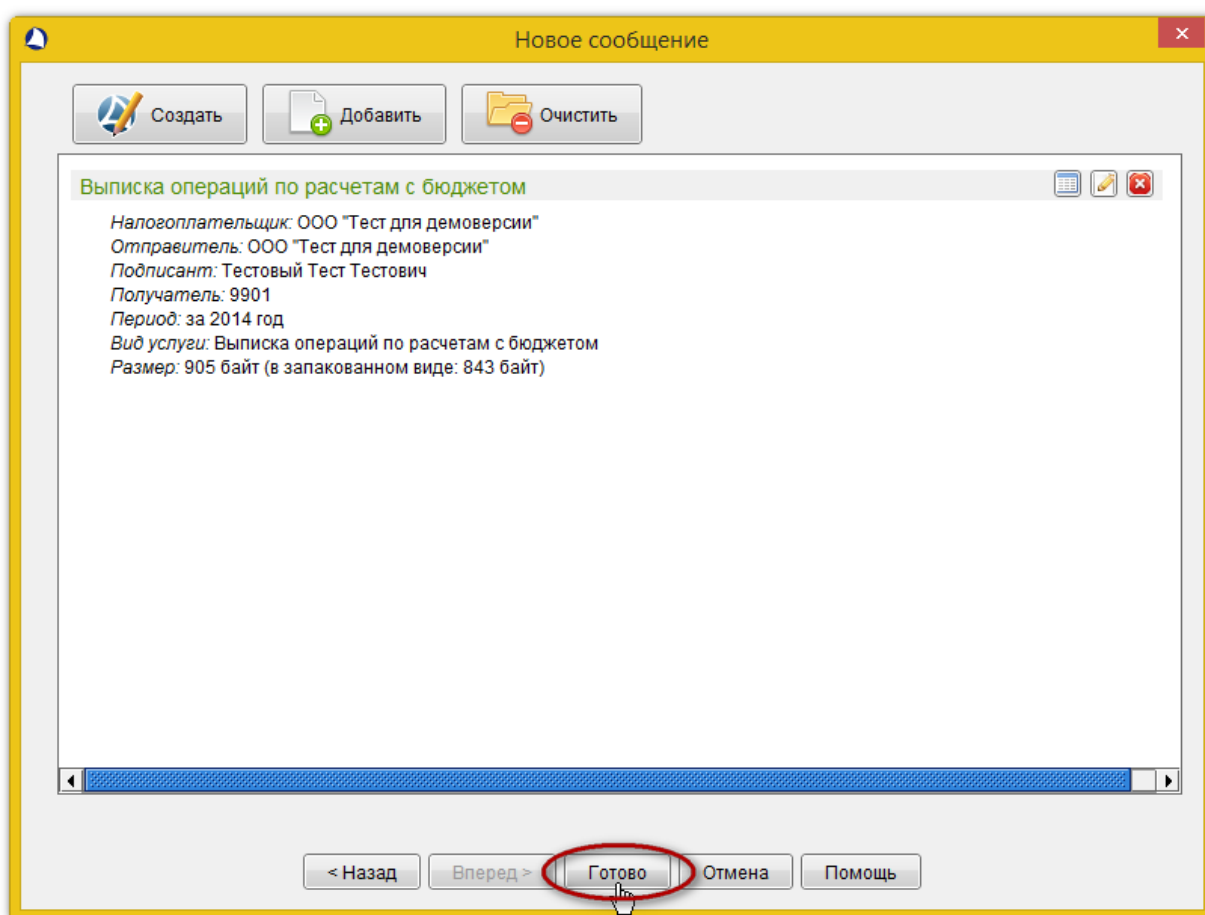 Новое сообщение
Создать Добавить Очистить
Выписка операций по расчетам с бюджетом
Налогоплательщик: ООО "Тест для демоверсии"
Отправитель: ООО "Тест для демоверсии"
Подписант: Тестовый Тест Тестович
Получатель: 9901
Период: за 2014 год
Вид услуги: Выписка операций по расчетам с бюджетом
Размер: 905 байт (в запакованном виде: 843 байт)
< Назад Вперед > Готово Отмена Помощь